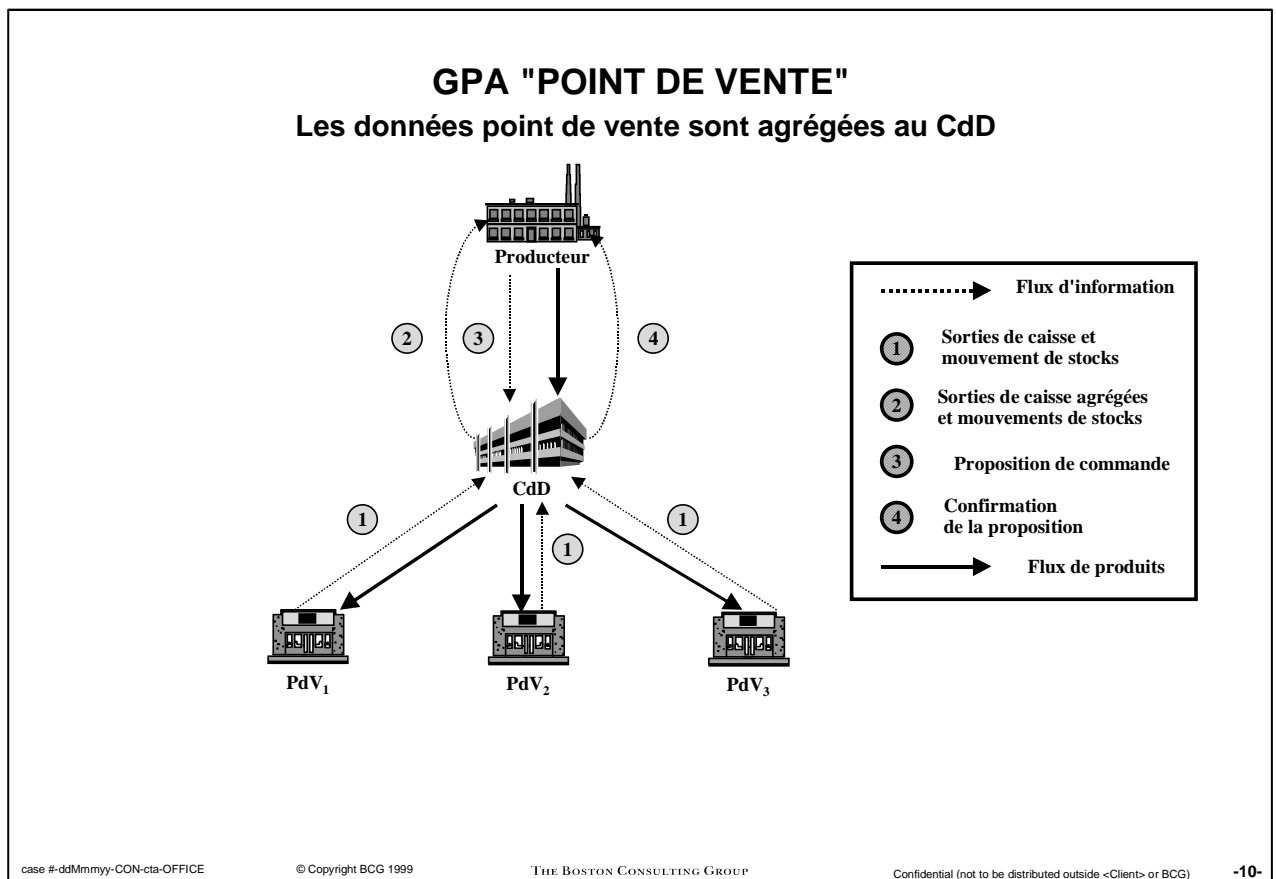 GPA "POINT DE VENTE"
Les données point de vente sont agrégées au CdD
Producteur
2
3
4
CdD
1
1
1
PdV1
PdV2
PdV3
Flux d'information
1
Sorties de caisse et
mouvement de stocks
2
Sorties de caisse agrégées
et mouvements de stocks
3
Proposition de commande
4
Confirmation
de la proposition
Flux de produits
case #-ddMmmyy-CON-cta-OFFICE
© Copyright BCG 1999
THE BOSTON CONSULTING GROUP
Confidential (not to be distributed outside <Client> or BCG)
-10-